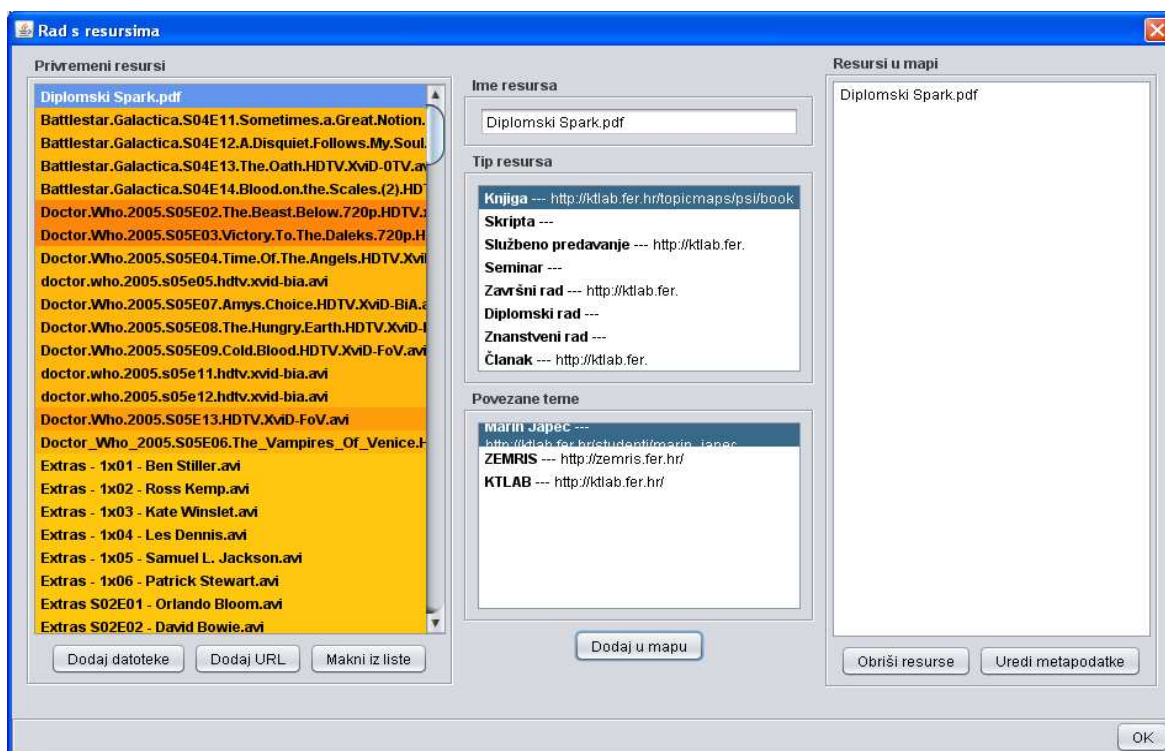 Rad s resursima
Privremeni resursi
Diplomski Spark.pdf
Battlestar.Galactica.S04E11.Sometimes.a.Great.Notion.
Battlestar.Galactica.S04E12.A.Disquiet.Follows.My.Soul.
Battlestar.Galactica.S04E13.The.Oath.HDTV.XviD-0TV.av
Battlestar.Galactica.S04E14.Blood.on.the.Scales.(2).HDT
Doctor.Who.2005.S05E02.The.Beast.Below.720p.HDTV.x
Doctor.Who.2005.S05E03.Victory.To.The.Daleks.720p.H
Doctor.Who.2005.S05E04.Time.Of.The.Angels.HDTV.Xvi
doctor.who.2005.s05e05.hdtv.xvid-bia.avi
Doctor.Who.2005.S05E07.Amys.Choice.HDTV.XviD-BiA.a
Doctor.Who.2005.S05E08.The.Hungry.Earth.HDTV.XviD-
Doctor.Who.2005.S05E09.Cold.Blood.HDTV.XviD-FoV.avi
doctor.who.2005.s05e11.hdtv.xvid-bia.avi
doctor.who.2005.s05e12.hdtv.xvid-bia.avi
Doctor.Who.2005.S05E13.HDTV.XviD-FoV.avi
Doctor_Who_2005.S05E06.The_Vampires_Of_Venice.H
Extras - 1x01 - Ben Stiller.avi
Extras - 1x02 - Ross Kemp.avi
Extras - 1x03 - Kate Winslet.avi
Extras - 1x04 - Les Dennis.avi
Extras - 1x05 - Samuel L. Jackson.avi
Extras - 1x06 - Patrick Stewart.avi
Extras S02E01 - Orlando Bloom.avi
Extras S02E02 - David Bowie.avi
Dodaj datoteke
Dodaj URL
Makni iz liste
Ime resursa
Diplomski Spark.pdf
Tip resursa
Knjiga --- http://ktlab.fer.hr/topicmaps/psi/book
Skripta ---
Službeno predavanje --- http://ktlab.fer.
Seminar ---
Završni rad --- http://ktlab.fer.
Diplomski rad ---
Znanstveni rad ---
Članak --- http://ktlab.fer.
Povezane teme
Marin Japec ---
http://ktlab.fer.hr/studenti/marin_japec
ZEMRIS --- http://zemris.fer.hr/
KTLAB --- http://ktlab.fer.hr/
Dodaj u mapu
Resursi u mapi
Diplomski Spark.pdf
Obriši resurse
Uredi metapodatke
OK